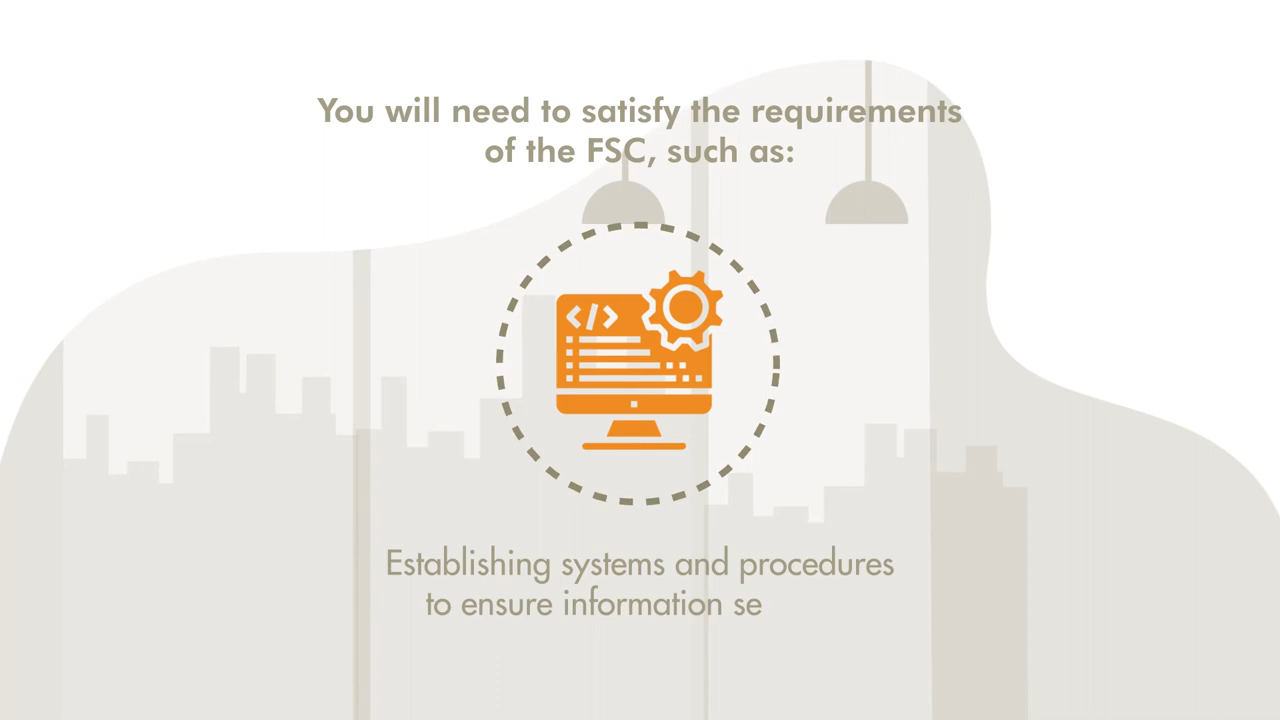 You will need to satisfy the requirements
of the FSC, such as:
</>
Establishing systems and procedures
to ensure information se